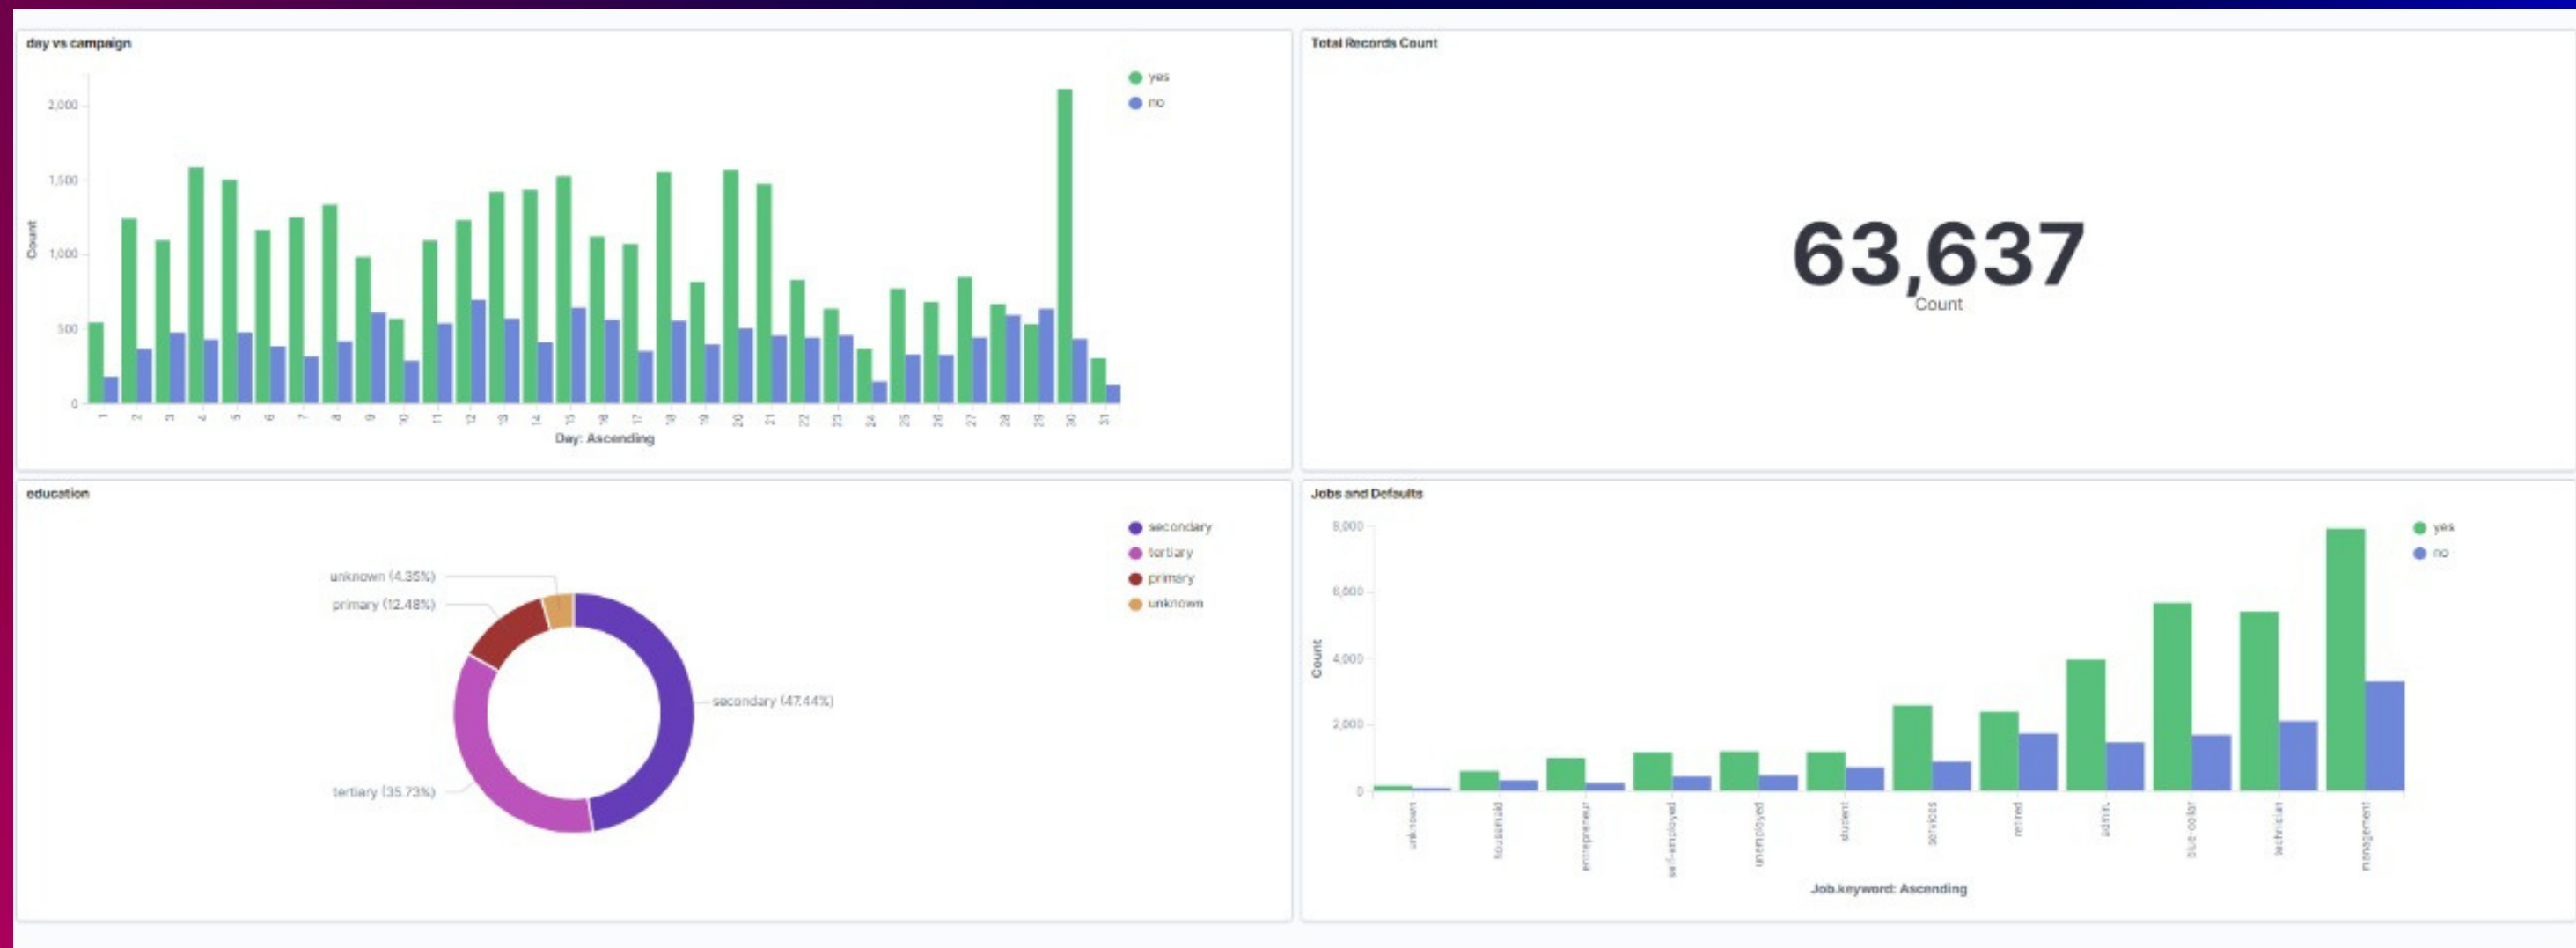 day vs campaign
yes
no
2,000
1,500
1,000
500
0
Count
1
2
3
4
5
6
7
8
9
10
11
12
13
14
15
16
17
18
19
20
21
22
23
24
25
26
27
28
29
30
31
Day: Ascending
Total Records Count
63,637
Count
education
secondary
tertiary
primary
unknown
unknown (4.35%)
primary (12.48%)
secondary (47.44%)
tertiary (35.73%)
Jobs and Defaults
yes
no
8,000
6,000
4,000
2,000
0
Count
unknown
housemaid
entrepreneur
self-employed
unemployed
student
services
retired
admin.
blue-collar
technician
management
Job.keyword: Ascending